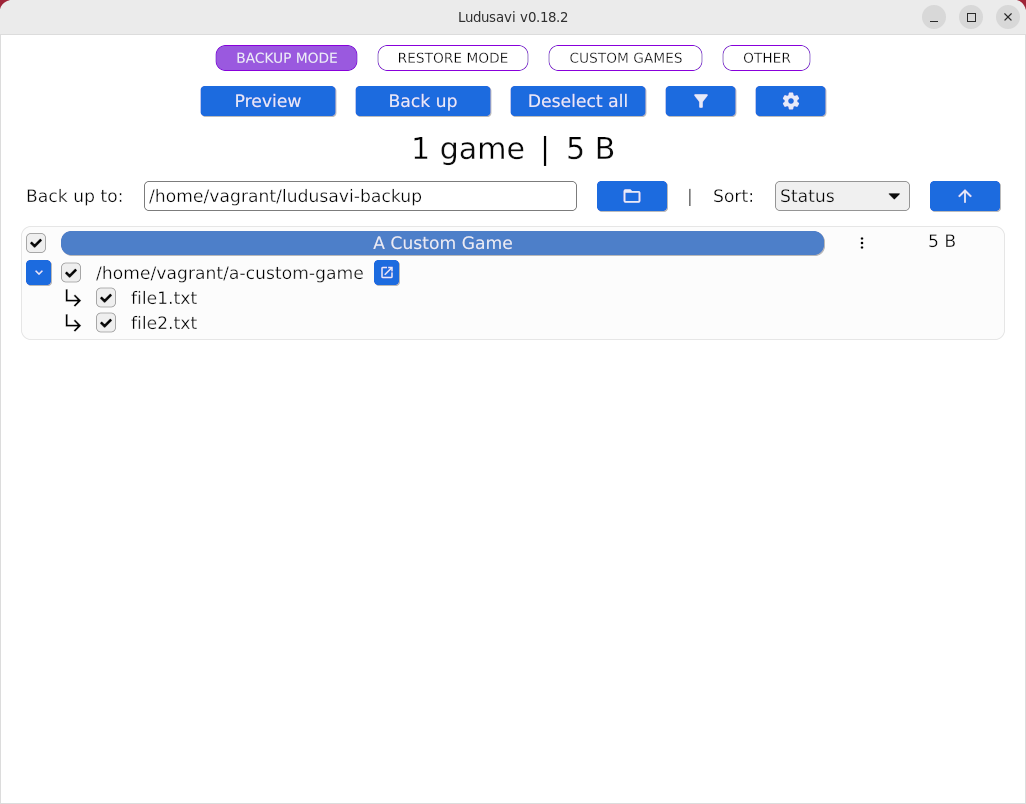 Ludusavi v0.18.2
BACKUP MODE RESTORE MODE CUSTOM GAMES OTHER
Preview Back up Deselect all
1 game | 5 B
Back up to: /home/vagrant/ludusavi-backup | Sort: Status
A Custom Game 5 B
/home/vagrant/a-custom-game
file1.txt
file2.txt